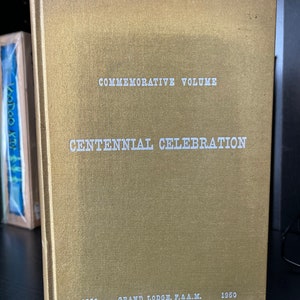 COMMEMORATIVE VOLUME
CENTENNIAL CELEBRATION
GRAND LODGE, F.&A.M. 1950